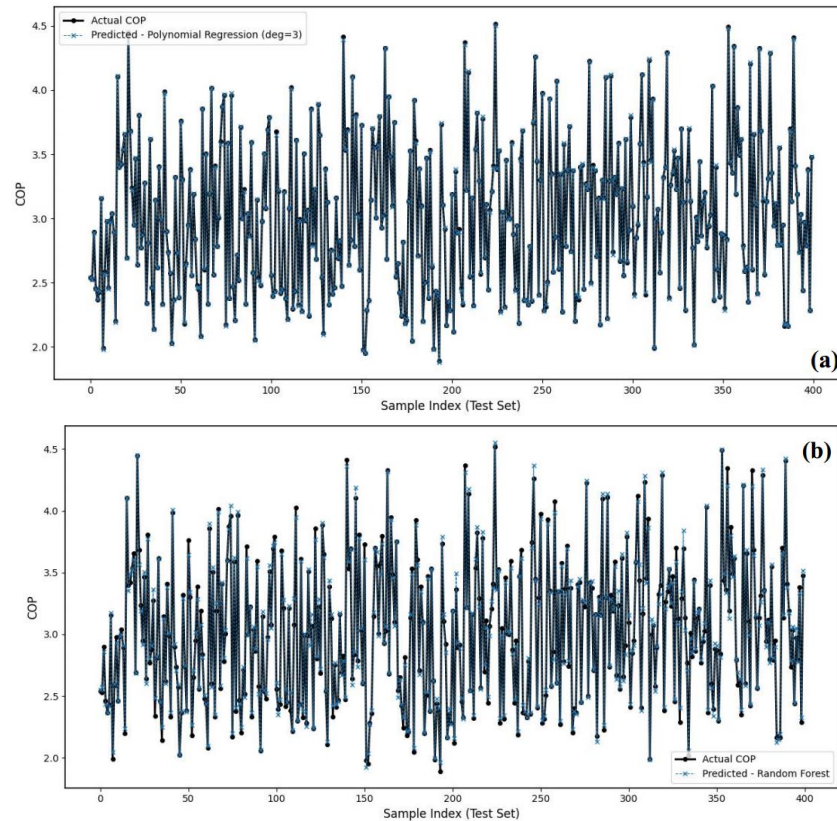 Actual COP
Predicted - Polynomial Regression (deg=3)
4.5
4.0
3.5
3.0
2.5
2.0
COP
0 50 100 150 200 250 300 350 400
Sample Index (Test Set)
(a)
(b)
4.5
4.0
3.5
3.0
2.5
2.0
COP
Actual COP
Predicted - Random Forest
0 50 100 150 200 250 300 350 400
Sample Index (Test Set)